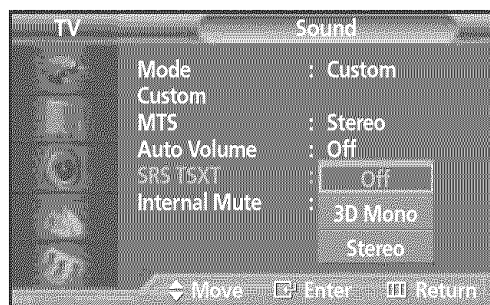 TV Sound
Mode : Custom
Custom
MTS : Stereo
Auto Volume : Off
SRS TSXT : Off
Internal Mute : 3D Mono
Stereo
Move Enter Return